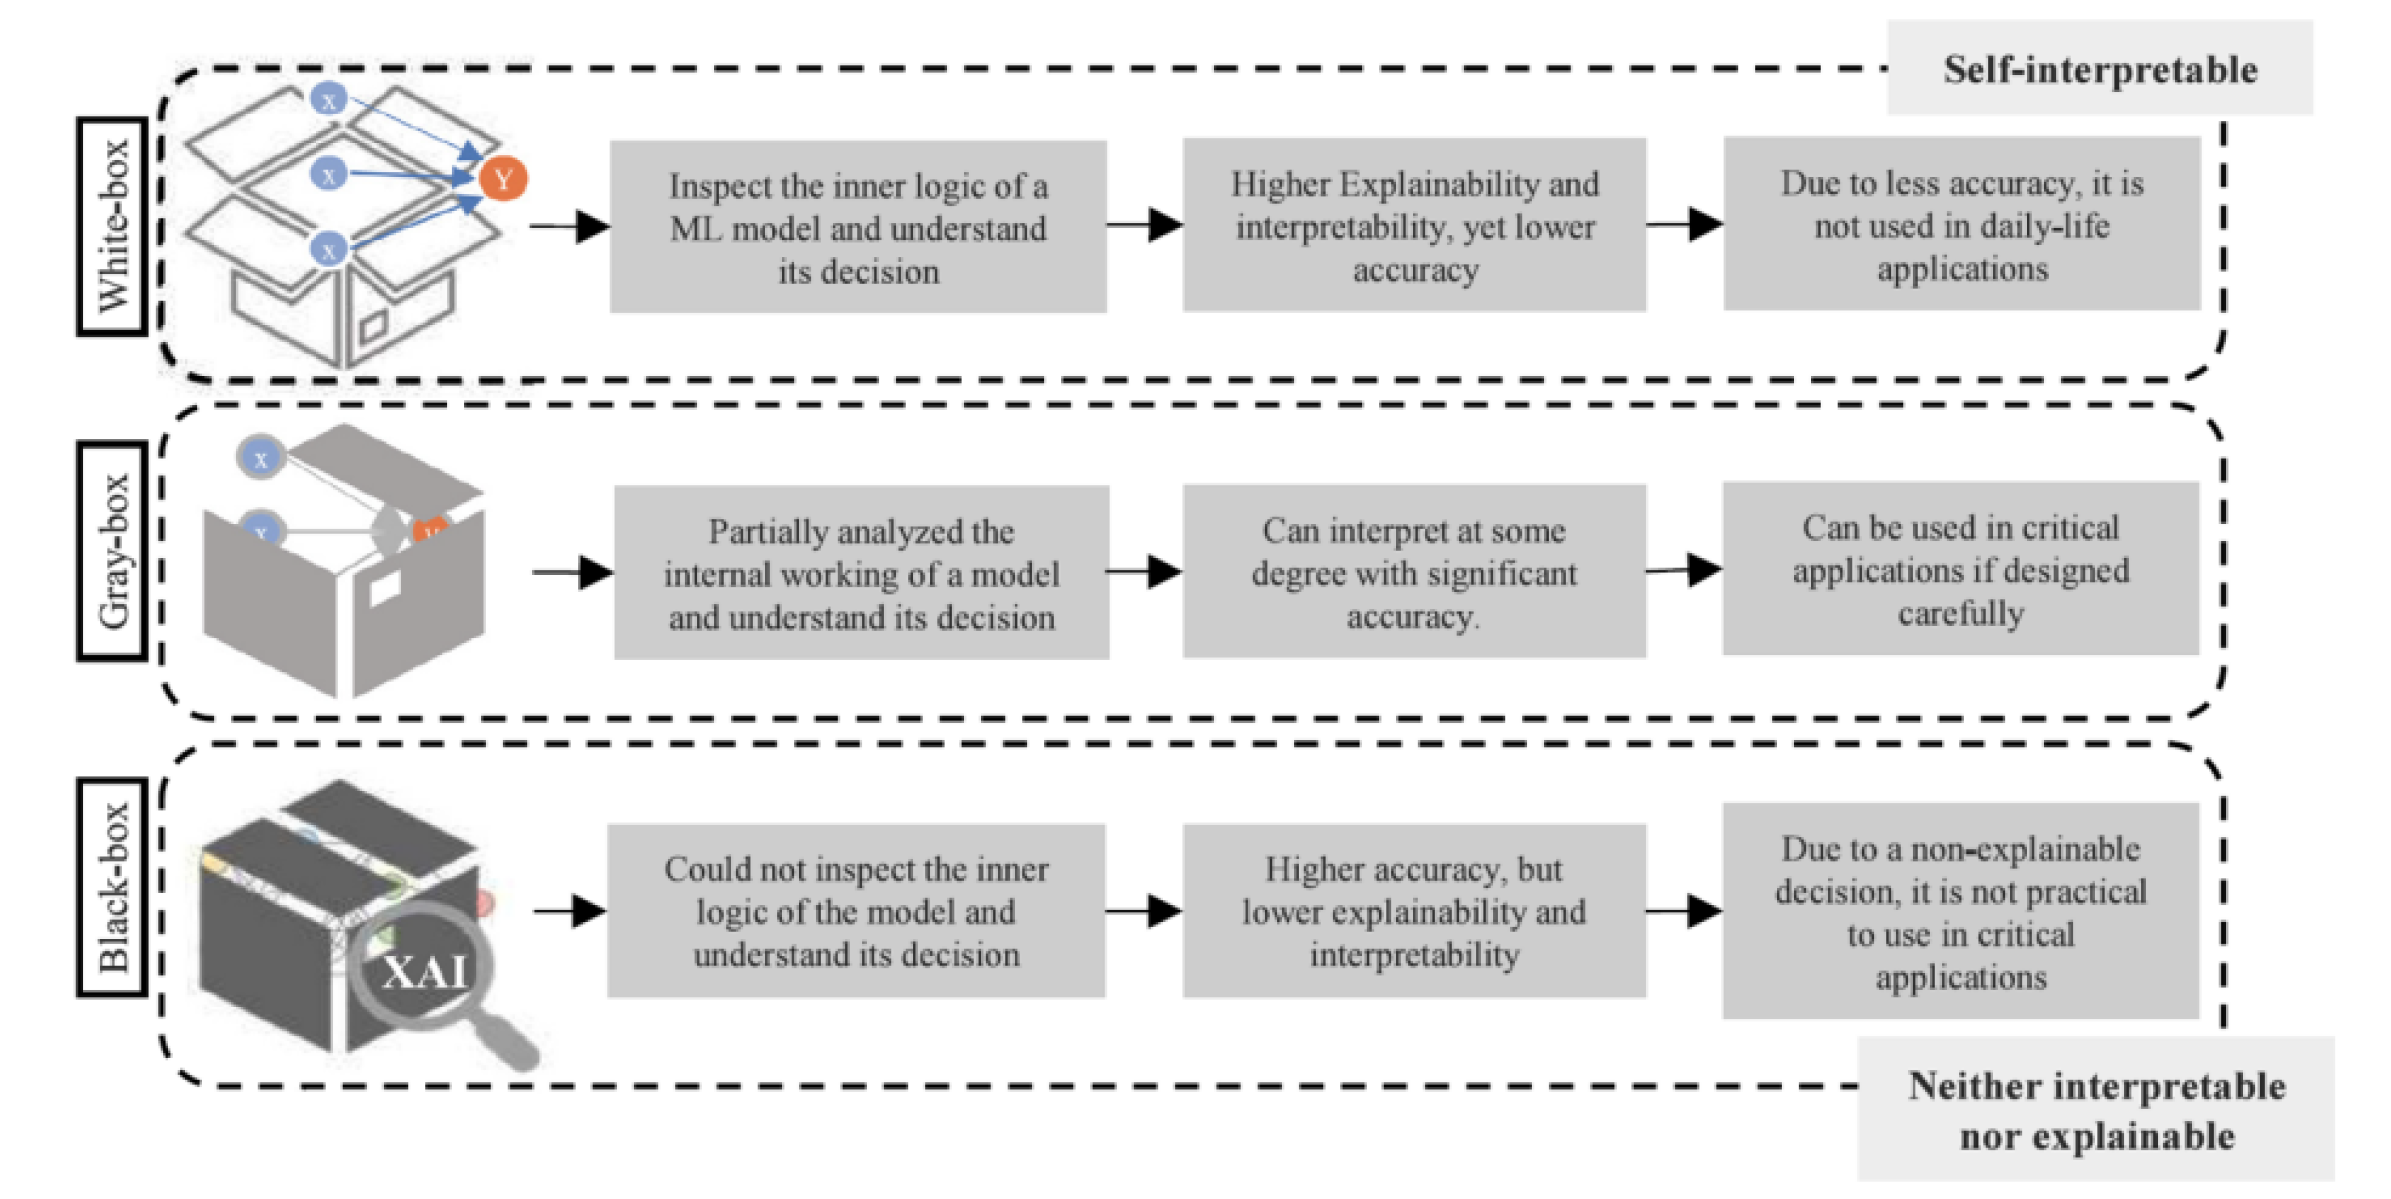 Self-interpretable
White-box
x
x
x
Y
Inspect the inner logic of a
ML model and understand
its decision
Higher Explainability and
interpretability, yet lower
accuracy
Due to less accuracy, it is
not used in daily-life
applications
Gray-box
x
x
Partially analyzed the
internal working of a model
and understand its decision
Can interpret at some
degree with significant
accuracy.
Can be used in critical
applications if designed
carefully
Black-box
XAI
Could not inspect the inner
logic of the model and
understand its decision
Higher accuracy, but
lower explainability and
interpretability
Due to a non-explainable
decision, it is not practical
to use in critical
applications
Neither interpretable
nor explainable